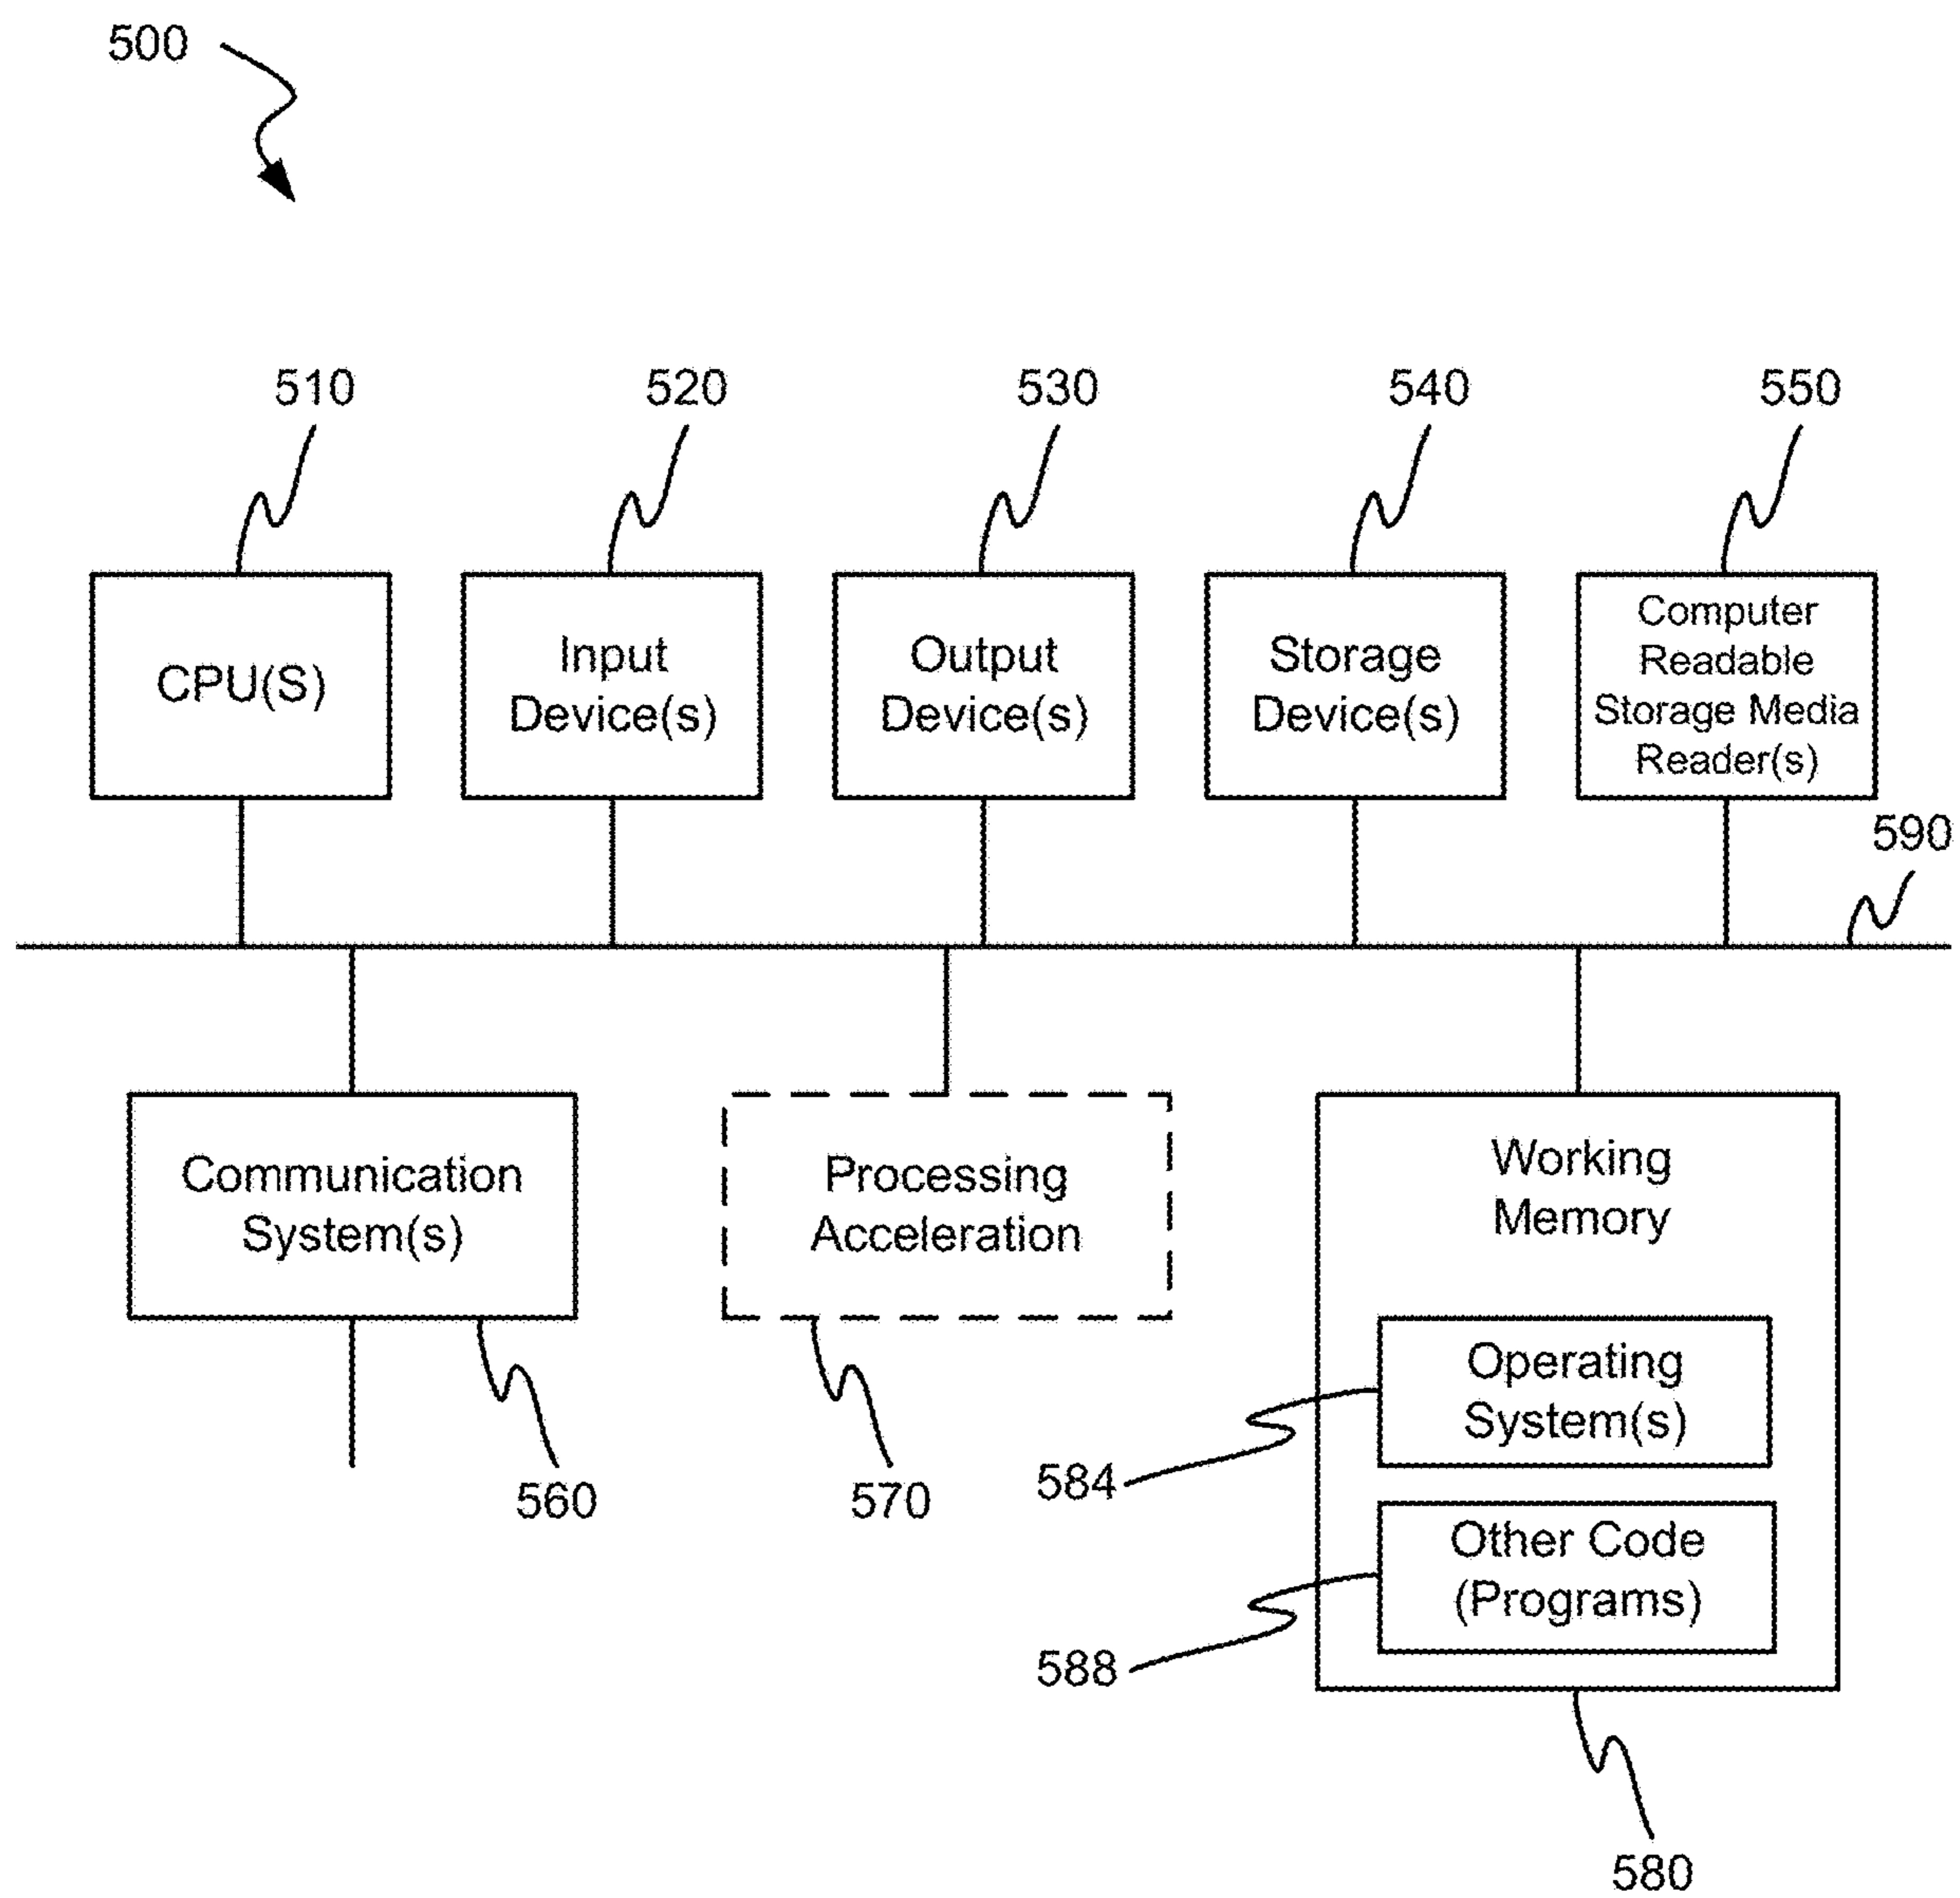 500
510
520
530
540
550
CPU(S)
Input
Device(s)
Output
Device(s)
Storage
Device(s)
Computer
Readable
Storage Media
Reader(s)
590
Communication
System(s)
Processing
Acceleration
Working
Memory
Operating
System(s)
Other Code
(Programs)
560
570
584
588
580